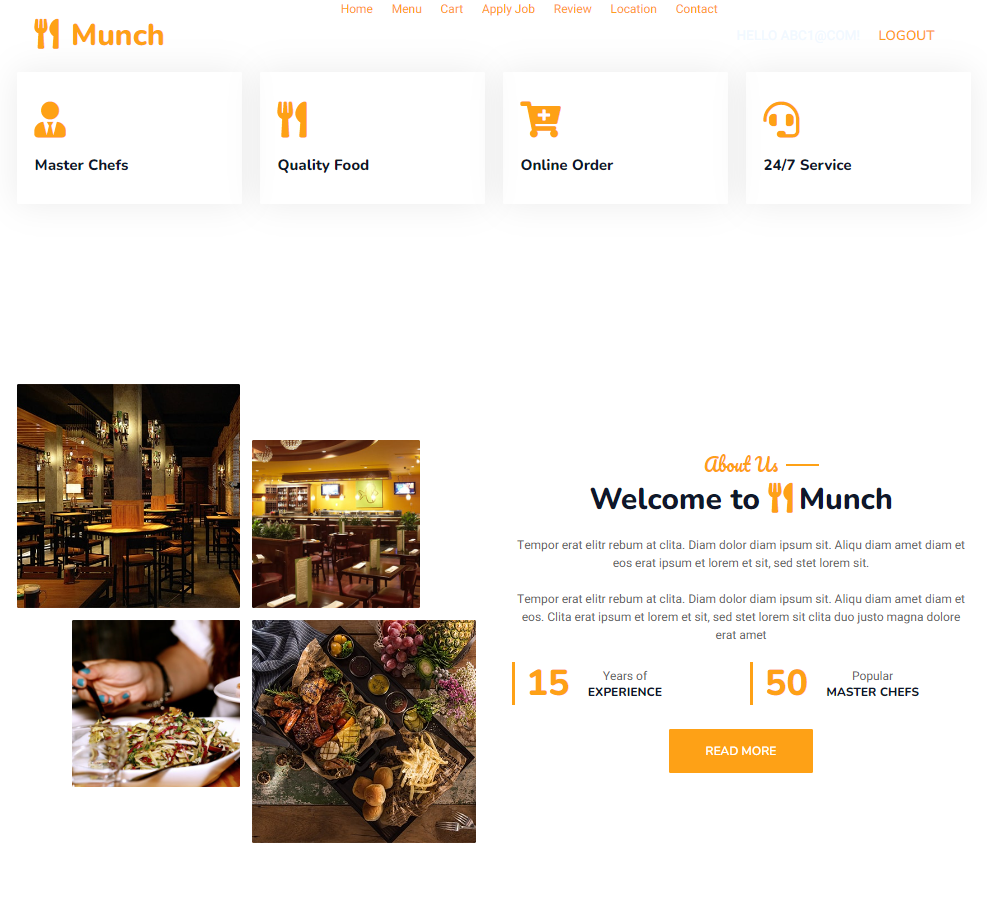 Home Menu Cart Apply Job Review Location Contact
Munch
HELLO ABC1@COM! LOGOUT
Master Chefs
Quality Food
Online Order
24/7 Service
About Us
Welcome to Munch
Tempor erat elitr rebum at clita. Diam dolor diam ipsum sit. Aliqu diam amet diam et
eos erat ipsum et lorem et sit, sed stet lorem sit.
Tempor erat elitr rebum at clita. Diam dolor diam ipsum sit. Aliqu diam amet diam et
eos. Clita erat ipsum et lorem et sit, sed stet lorem sit clita duo justo magna dolore
erat amet
15 Years of
EXPERIENCE
50 Popular
MASTER CHEFS
READ MORE